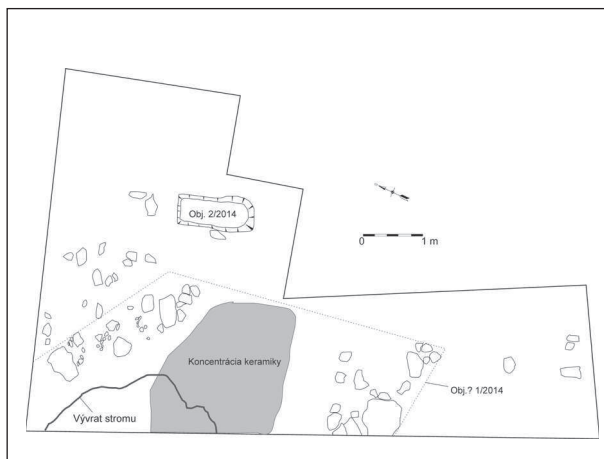 Obj. 2/2014
0 1 m
Koncentrácia keramiky
Obj.? 1/2014
Vývrat stromu